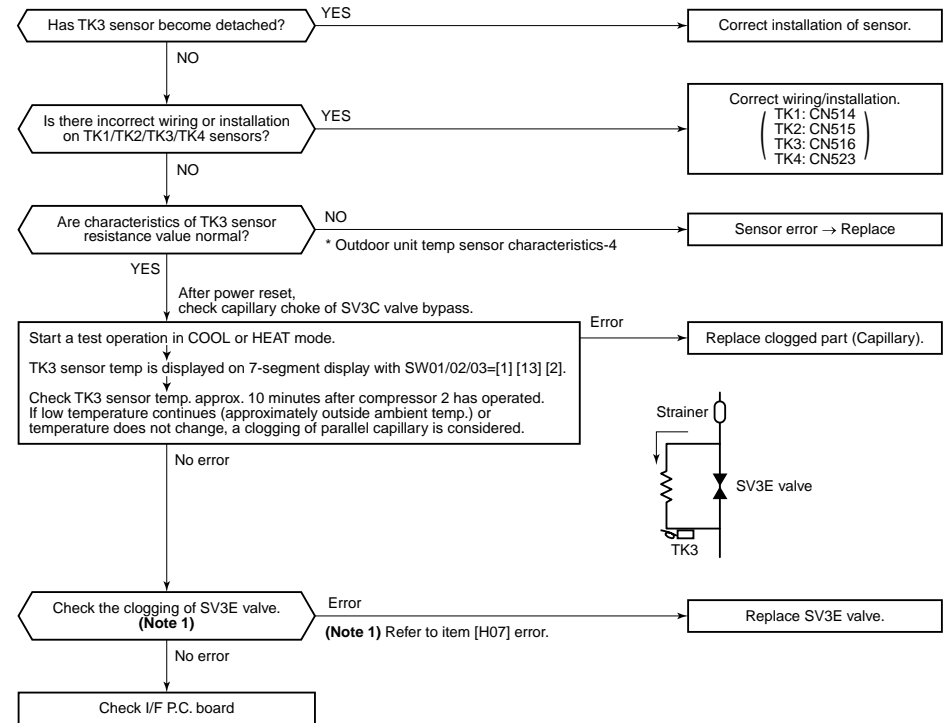 Has TK3 sensor become detached?
YES
Correct installation of sensor.
NO
Is there incorrect wiring or installation
on TK1/TK2/TK3/TK4 sensors?
YES
Correct wiring/installation.
TK1: CN514
TK2: CN515
TK3: CN516
TK4: CN523
NO
Are characteristics of TK3 sensor
resistance value normal?
NO
* Outdoor unit temp sensor characteristics-4
Sensor error → Replace
YES
After power reset,
check capillary choke of SV3C valve bypass.
Start a test operation in COOL or HEAT mode.
TK3 sensor temp is displayed on 7-segment display with SW01/02/03=[1] [13] [2].
Check TK3 sensor temp. approx. 10 minutes after compressor 2 has operated.
If low temperature continues (approximately outside ambient temp.) or
temperature does not change, a clogging of parallel capillary is considered.
Error
Replace clogged part (Capillary).
Strainer
SV3E valve
TK3
No error
Check the clogging of SV3E valve.
(Note 1)
Error
(Note 1) Refer to item [H07] error.
Replace SV3E valve.
No error
Check I/F P.C. board